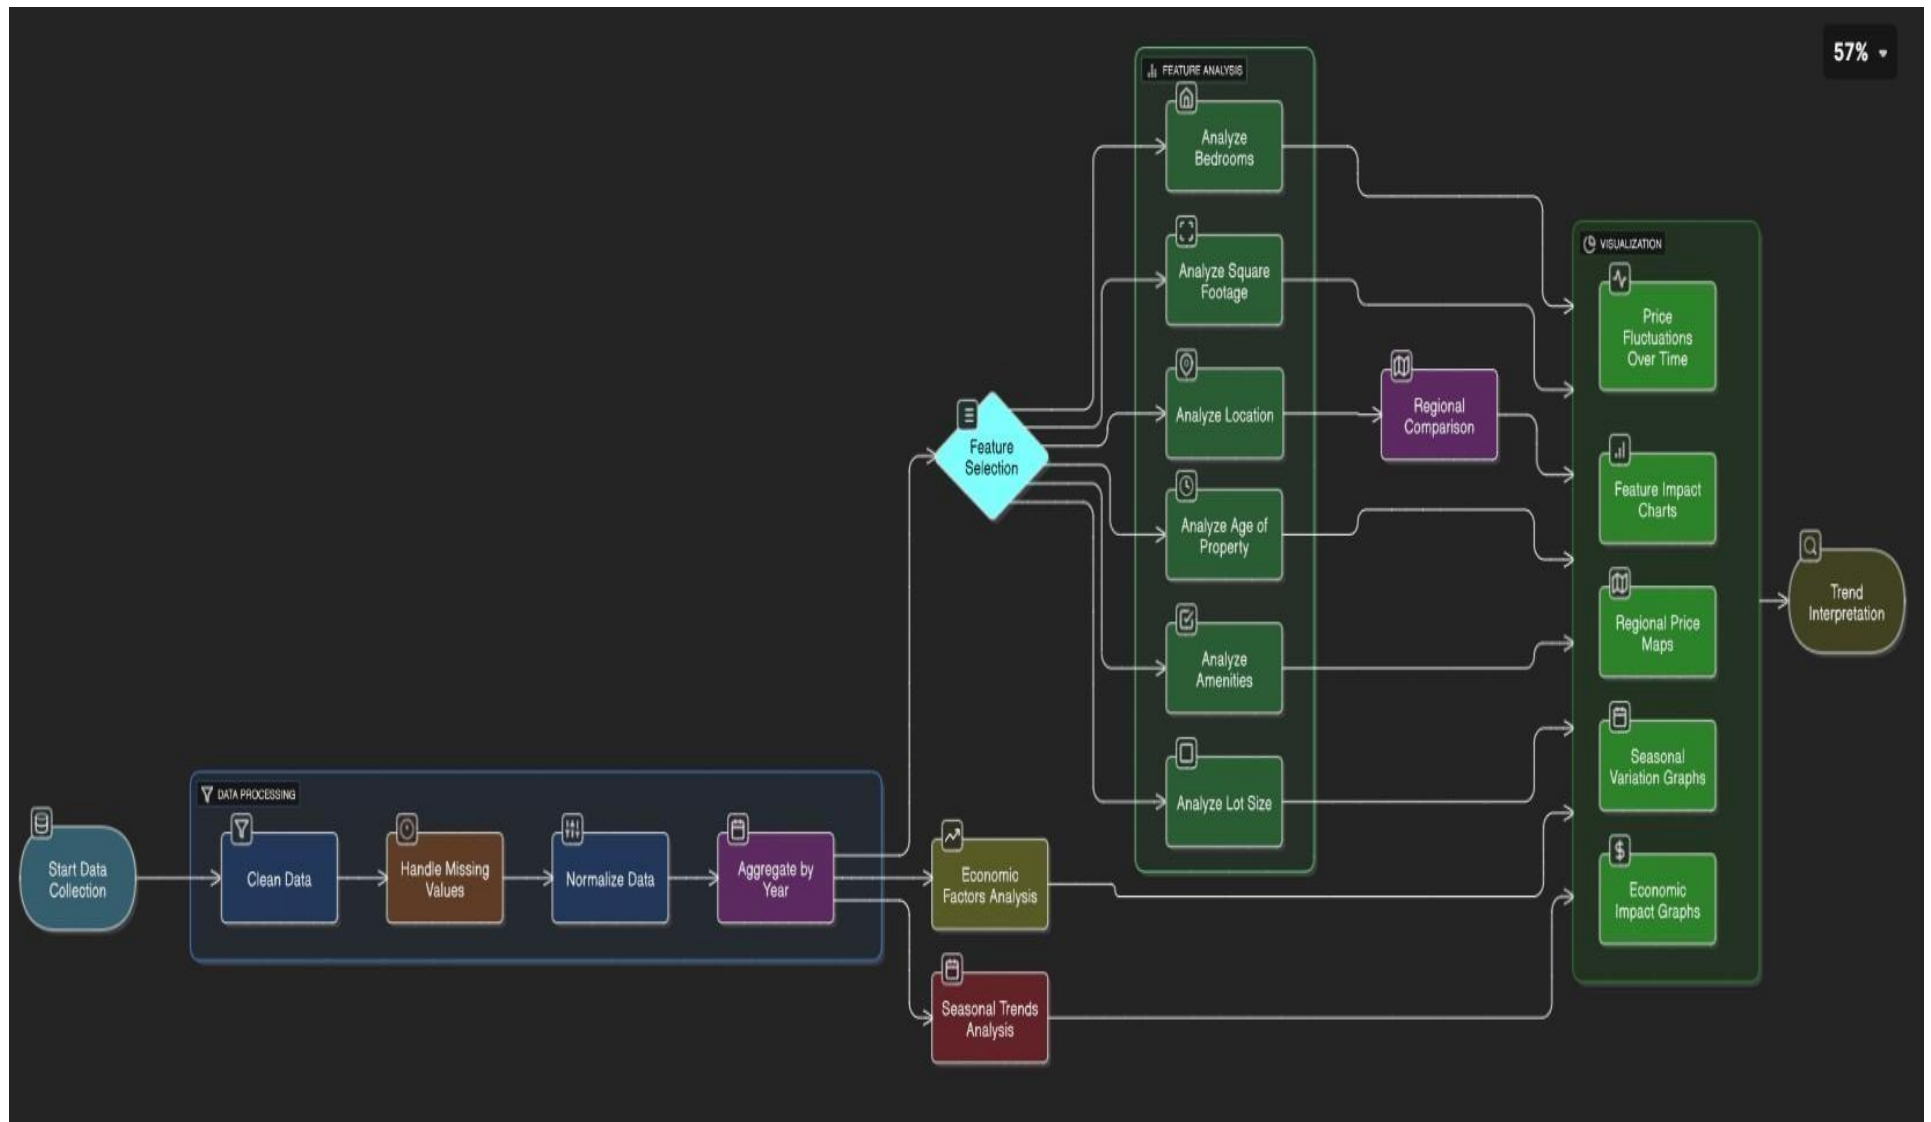 57%
FEATURE ANALYSIS
Analyze
Bedrooms
Analyze Square
Footage
Analyze Location
Analyze Age of
Property
Analyze
Amenities
Analyze Lot Size
Regional
Comparison
Feature
Selection
VISUALIZATION
Price
Fluctuations
Over Time
Feature Impact
Charts
Regional Price
Maps
Seasonal
Variation Graphs
Economic
Impact Graphs
Trend
Interpretation
DATA PROCESSING
Start Data
Collection
Clean Data
Handle Missing
Values
Normalize Data
Aggregate by
Year
Economic
Factors Analysis
Seasonal Trends
Analysis